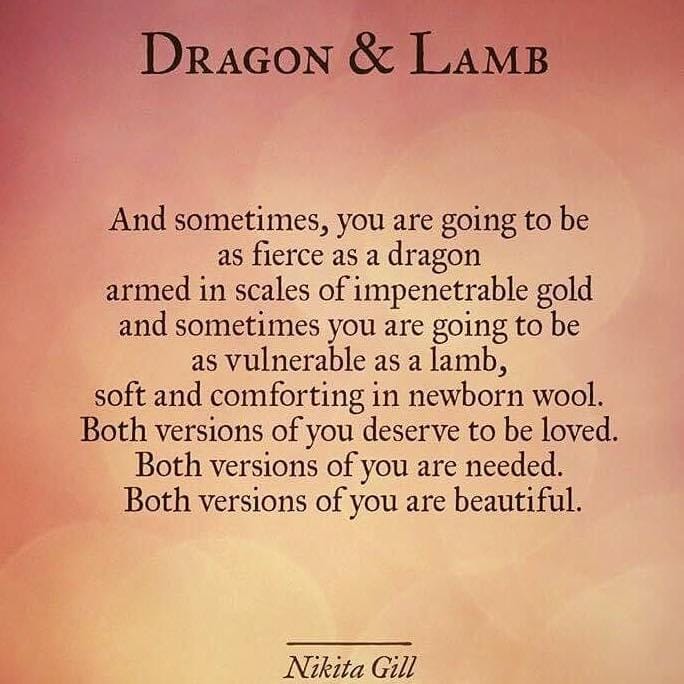 DRAGON & LAMB
And sometimes, you are going to be
as fierce as a dragon
armed in scales of impenetrable gold
and sometimes you are going to be
as vulnerable as a lamb,
soft and comforting in newborn wool.
Both versions of you deserve to be loved.
Both versions of you are needed.
Both versions of you are beautiful.
Nikita Gill